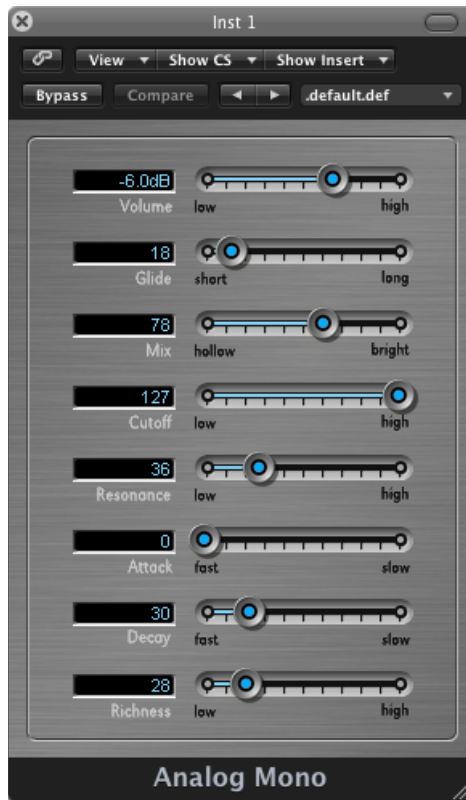 Inst 1
View Show CS Show Insert
Bypass Compare .default.def
-6.0dB
Volume low high
18
Glide short long
78
Mix hollow bright
127
Cutoff low high
36
Resonance low high
0
Attack fast slow
30
Decay fast slow
28
Richness low high
Analog Mono